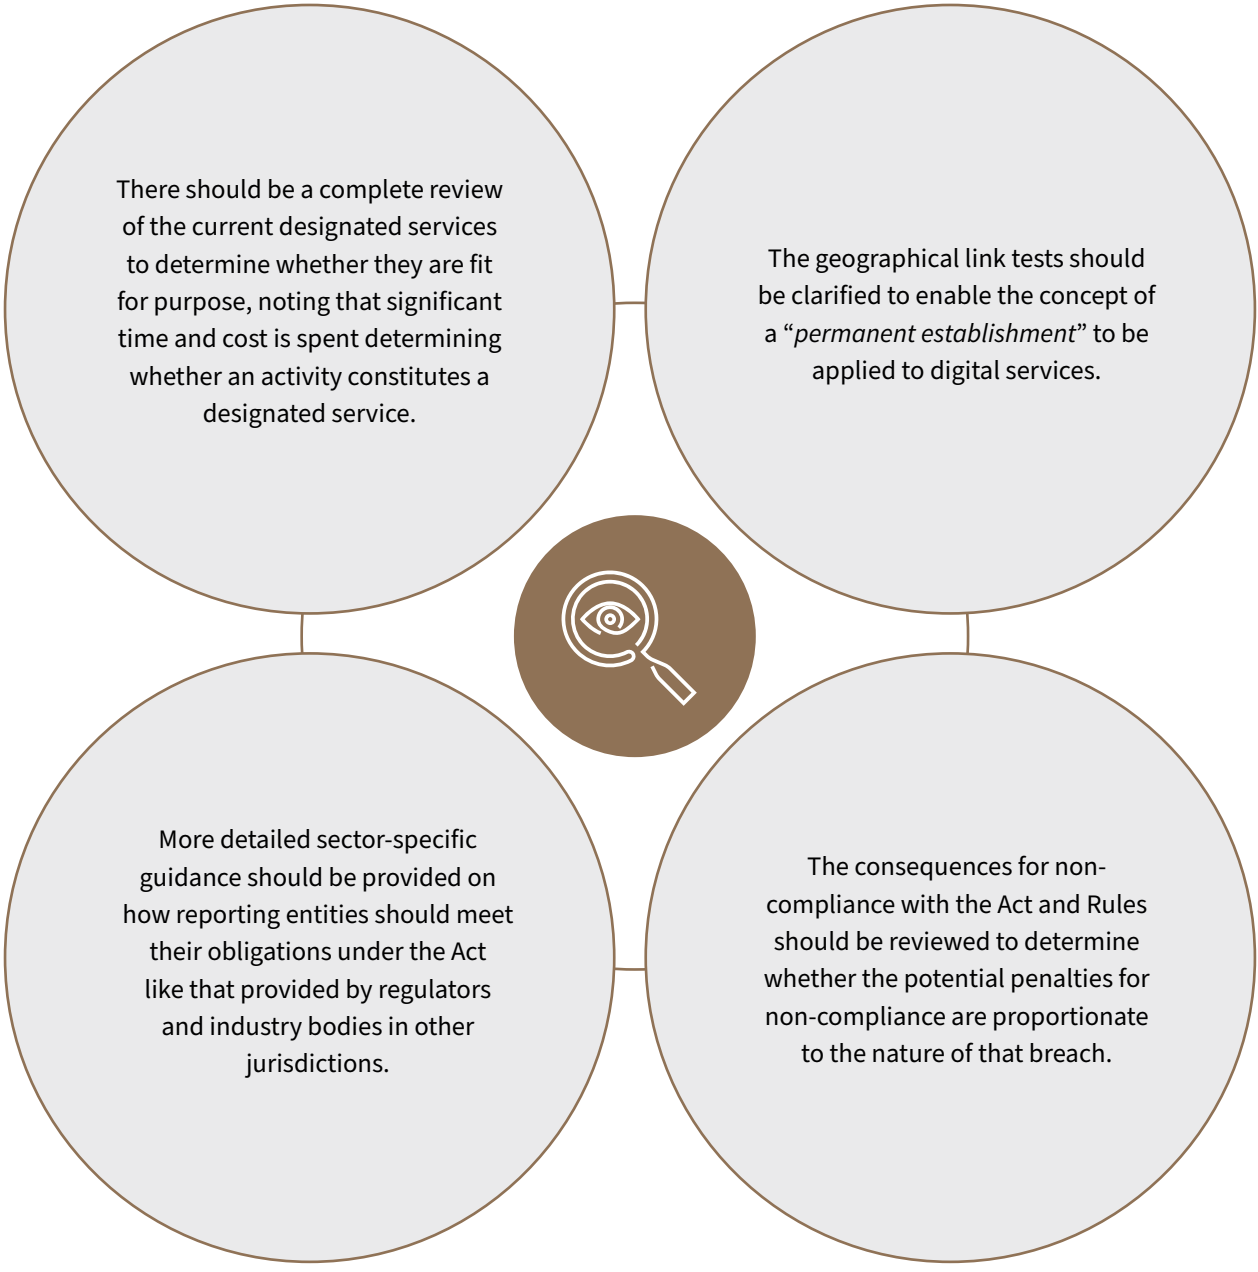 There should be a complete review
of the current designated services
to determine whether they are fit
for purpose, noting that significant
time and cost is spent determining
whether an activity constitutes a
designated service.
The geographical link tests should
be clarified to enable the concept of
a “permanent establishment” to be
applied to digital services.
More detailed sector-specific
guidance should be provided on
how reporting entities should meet
their obligations under the Act
like that provided by regulators
and industry bodies in other
jurisdictions.
The consequences for non-
compliance with the Act and Rules
should be reviewed to determine
whether the potential penalties for
non-compliance are proportionate
to the nature of that breach.